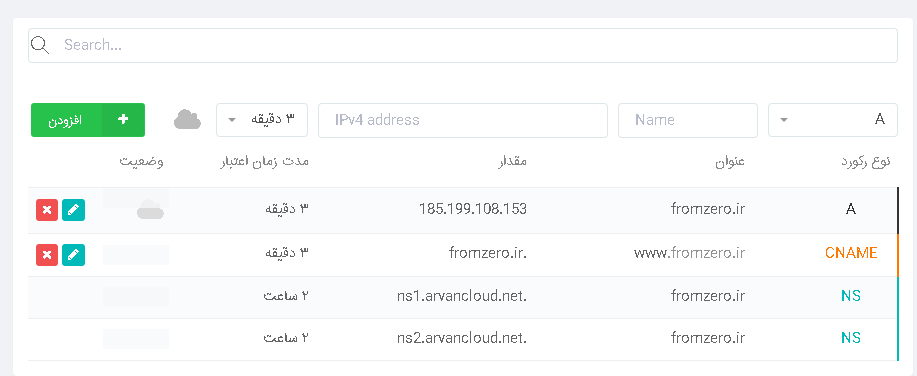 Search...
A Name IPv4 address ۳ دقیقه + افزودن
نوع رکورد عنوان مقدار مدت زمان اعتبار وضعیت
A fromzero.ir 185.199.108.153 ۳ دقیقه
CNAME www.fromzero.ir fromzero.ir. ۳ دقیقه
NS fromzero.ir ns1.arvancloud.net. ۲ ساعت
NS fromzero.ir ns2.arvancloud.net. ۲ ساعت